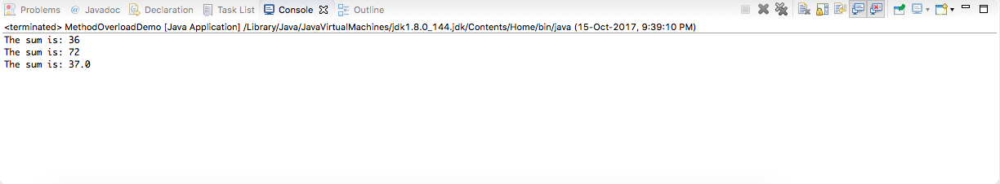 Problems @ Javadoc Declaration Task List Console Outline
<terminated> MethodOverloadDemo [Java Application] /Library/Java/JavaVirtualMachines/jdk1.8.0_144.jdk/Contents/Home/bin/java (15-Oct-2017, 9:39:10 PM)
The sum is: 36
The sum is: 72
The sum is: 37.0